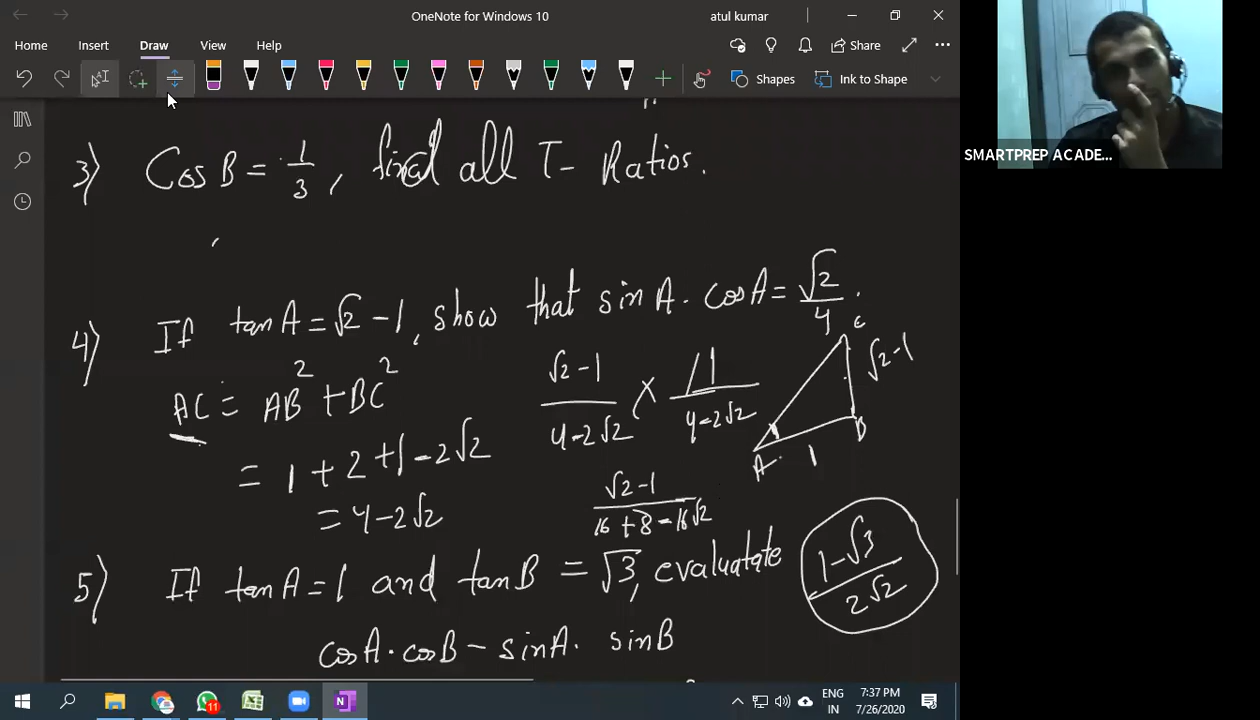 OneNote for Windows 10
atul kumar
Home Insert Draw View Help
Share
Shapes
Ink to Shape
SMARTPREP ACADE...
3) Cos B = 1/3, find all T- Ratios.
4) If tan A = √2 - 1, show that sin A . cos A = √2/4 .
AC = AB² + BC²
= 1 + 2 + 1 - 2√2
= 4 - 2√2
√2-1/4-2√2 × 1/4-2√2
√2-1/16+8-16√2
C
√2-1
B
A
1
5) If tan A = 1 and tan B = √3, evaluatate
cos A . cos B - sin A . sin B
1-√3/2√2
11
ENG
IN
7:37 PM
7/26/2020